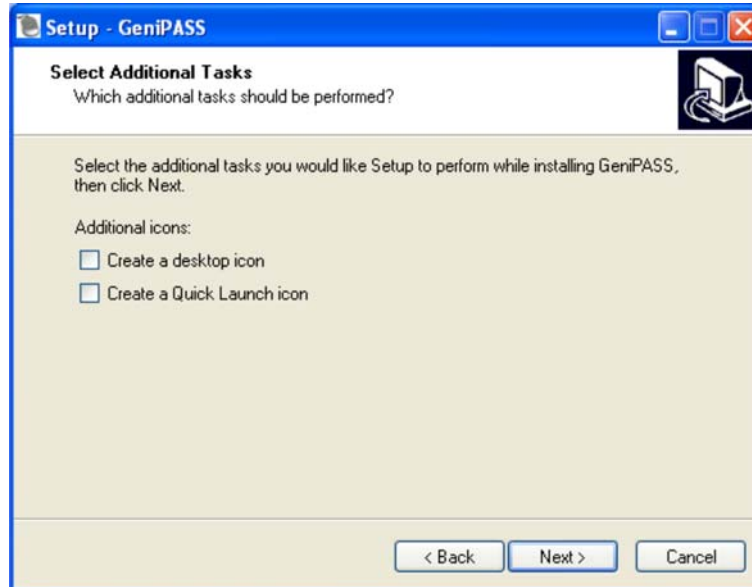 Setup - GeniPASS
Select Additional Tasks
Which additional tasks should be performed?
Select the additional tasks you would like Setup to perform while installing GeniPASS,
then click Next.
Additional icons:
Create a desktop icon
Create a Quick Launch icon
< Back
Next >
Cancel